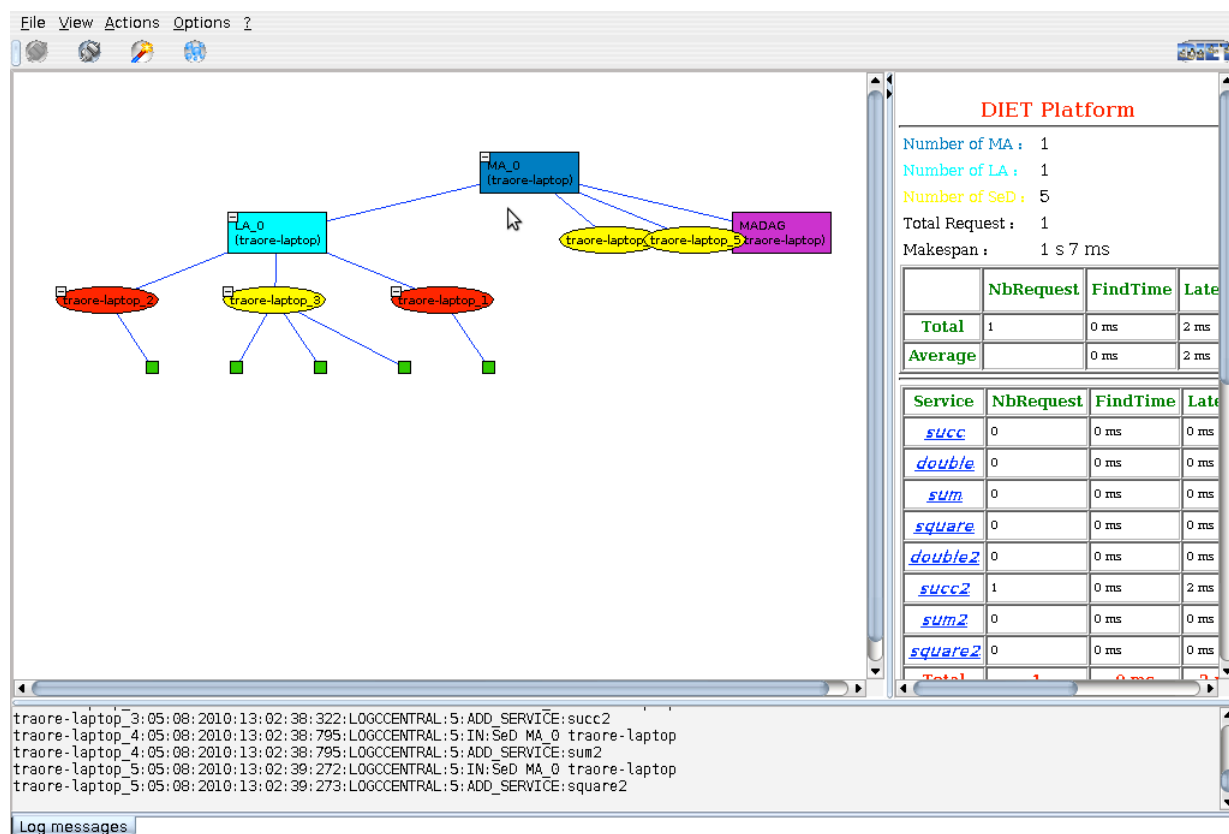 File View Actions Options ?
DIET
MA_0
(traore-laptop)
LA_0
(traore-laptop)
MADAG
traore-laptop)
traore-laptop
traore-laptop_5
traore-laptop_2
traore-laptop_3
traore-laptop_1
DIET Platform
Number of MA : 1
Number of LA : 1
Number of SeD : 5
Total Request : 1
Makespan : 1 s 7 ms
NbRequest FindTime Late
Total 1 0 ms 2 ms
Average 0 ms 2 ms
Service NbRequest FindTime Late
succ 0 0 ms 0 ms
double 0 0 ms 0 ms
sum 0 0 ms 0 ms
square 0 0 ms 0 ms
double2 0 0 ms 0 ms
succ2 1 0 ms 2 ms
sum2 0 0 ms 0 ms
square2 0 0 ms 0 ms
Total 1 0 ms 2
traore-laptop_3:05:08:2010:13:02:38:322:LOGCCENTRAL:5:ADD_SERVICE:succ2
traore-laptop_4:05:08:2010:13:02:38:795:LOGCCENTRAL:5:IN:SeD MA_0 traore-laptop
traore-laptop_4:05:08:2010:13:02:38:795:LOGCCENTRAL:5:ADD_SERVICE:sum2
traore-laptop_5:05:08:2010:13:02:39:272:LOGCCENTRAL:5:IN:SeD MA_0 traore-laptop
traore-laptop_5:05:08:2010:13:02:39:273:LOGCCENTRAL:5:ADD_SERVICE:square2
Log messages